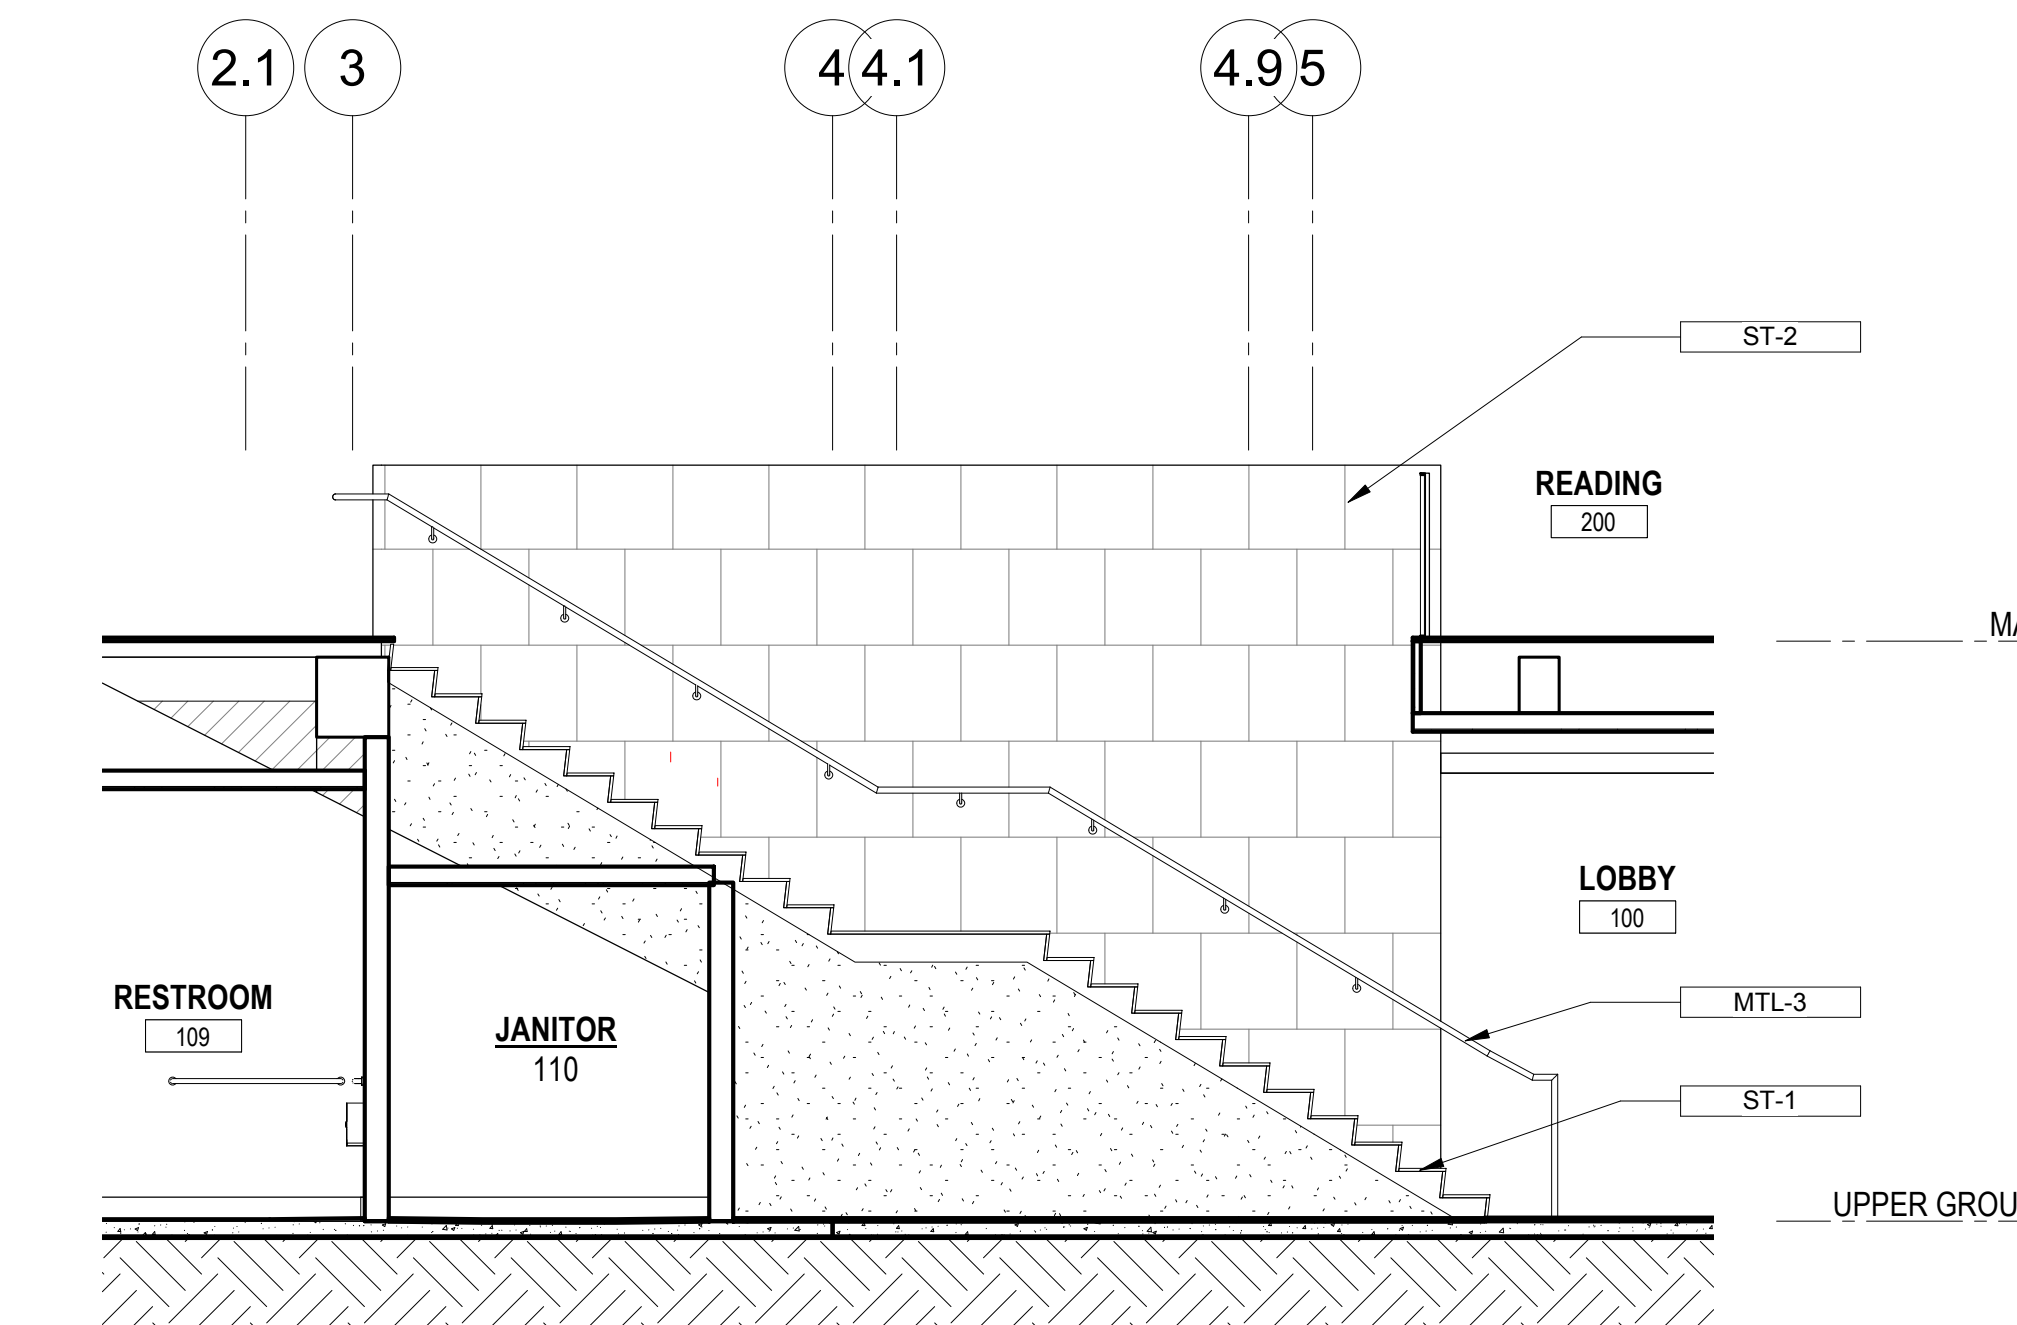 2.1 3 4 4.1 4.9 5
ST-2
READING
200
MA
LOBBY
100
RESTROOM
109
MTL-3
JANITOR
110
ST-1
UPPER GROU